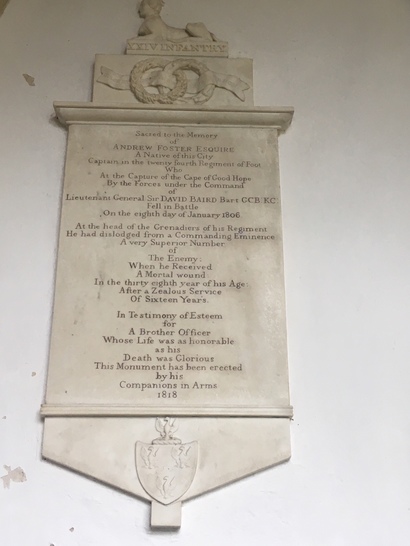 XXIV INFANTRY
Sacred to the Memory
of
ANDREW FOSTER ESQUIRE
A Native of this City
Captain in the twenty fourth Regiment of Foot
Who
At the Capture of the Cape of Good Hope
By the Forces under the Command
of
Lieutenant General Sir DAVID BAIRD Bart GCB KC
Fell in Battle
On the eighth day of January 1806.
At the head of the Grenadiers of his Regiment
He had dislodged from a Commanding Eminence
A very Superior Number
of
The Enemy:
When he Received
A Mortal wound
In the thirty eighth year of his Age:
After a Zealous Service
Of Sixteen Years.
In Testimony of Esteem
for
A Brother Officer
Whose Life was as honorable
as his
Death was Glorious
This Monument has been erected
by his
Companions in Arms
1818